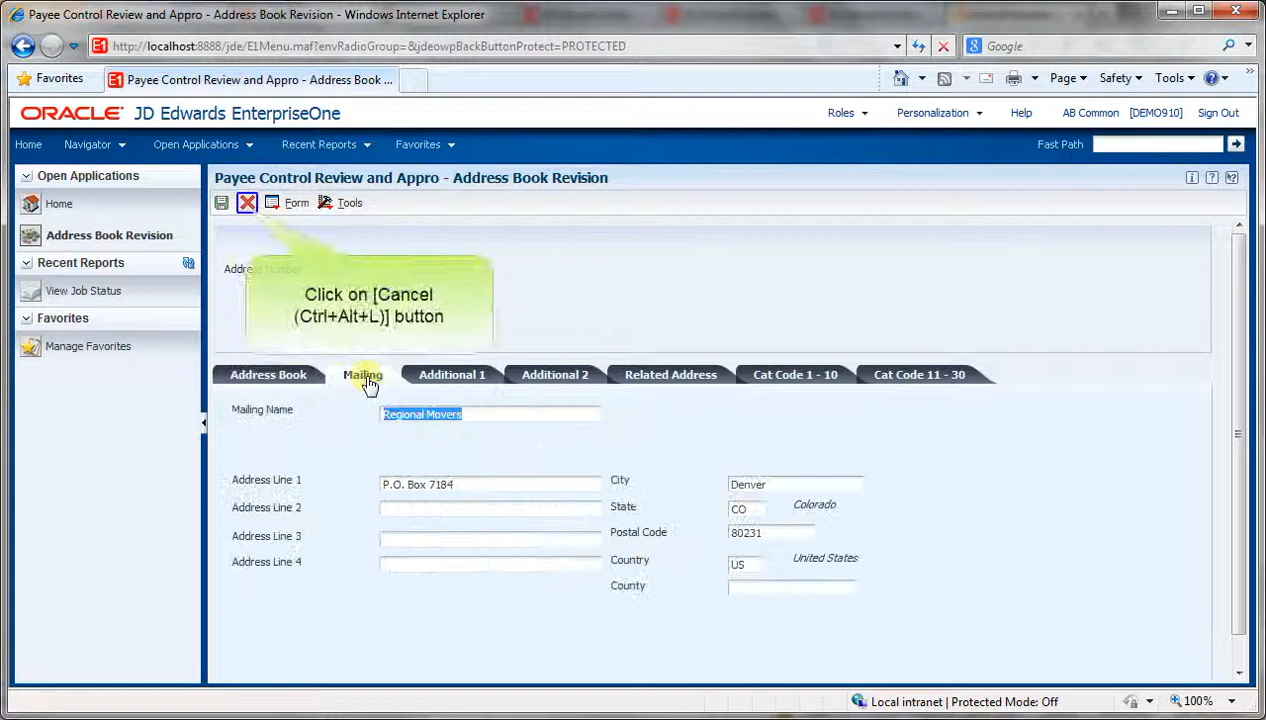 Payee Control Review and Appro - Address Book Revision - Windows Internet Explorer
http://localhost:8888/jde/E1Menu.maf?envRadioGroup=&jdeowpBackButtonProtect=PROTECTED
Google
Favorites
Payee Control Review and Appro - Address Book ...
Page
Safety
Tools
ORACLE JD Edwards EnterpriseOne
Roles
Personalization
Help
AB Common
[DEMO910]
Sign Out
Home
Navigator
Open Applications
Recent Reports
Favorites
Fast Path
Open Applications
Home
Address Book Revision
Recent Reports
View Job Status
Favorites
Manage Favorites
Payee Control Review and Appro - Address Book Revision
Form
Tools
Address Number
Click on [Cancel
(Ctrl+Alt+L)] button
Address Book
Mailing
Additional 1
Additional 2
Related Address
Cat Code 1 - 10
Cat Code 11 - 30
Mailing Name
Regional Movers
Address Line 1
P.O. Box 7184
City
Denver
Address Line 2
State
CO
Colorado
Address Line 3
Postal Code
80231
Address Line 4
Country
US
United States
County
Local intranet | Protected Mode: Off
100%